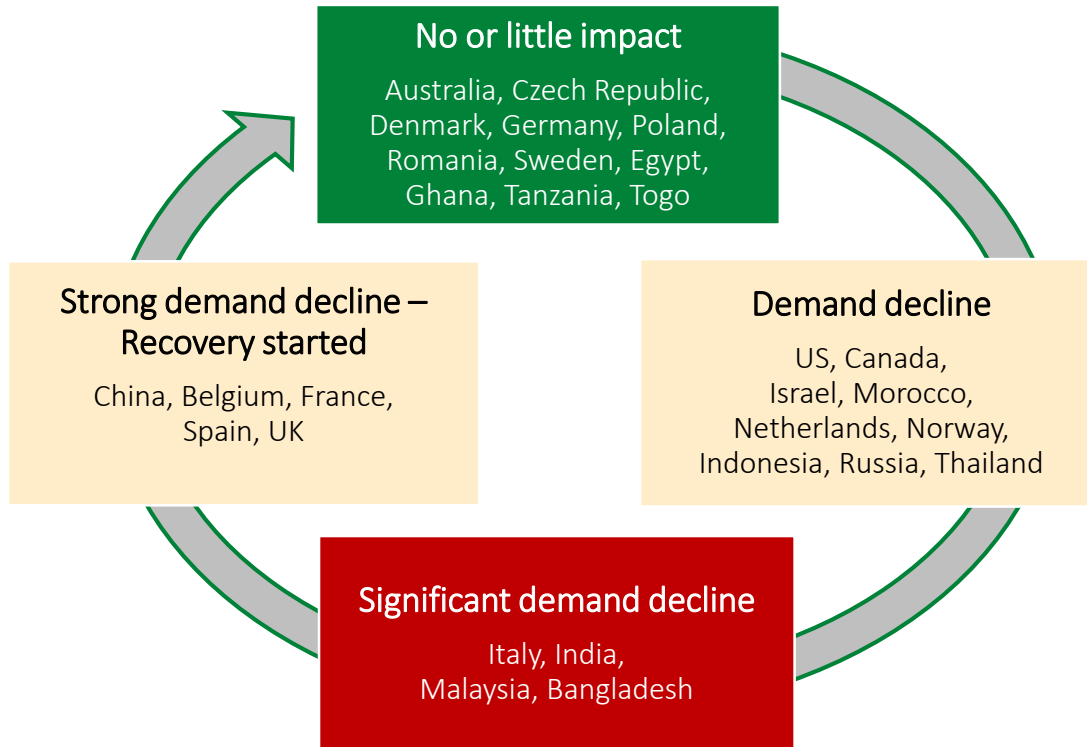 No or little impact
Australia, Czech Republic,
Denmark, Germany, Poland,
Romania, Sweden, Egypt,
Ghana, Tanzania, Togo
Strong demand decline –
Recovery started
China, Belgium, France,
Spain, UK
Demand decline
US, Canada,
Israel, Morocco,
Netherlands, Norway,
Indonesia, Russia, Thailand
Significant demand decline
Italy, India,
Malaysia, Bangladesh